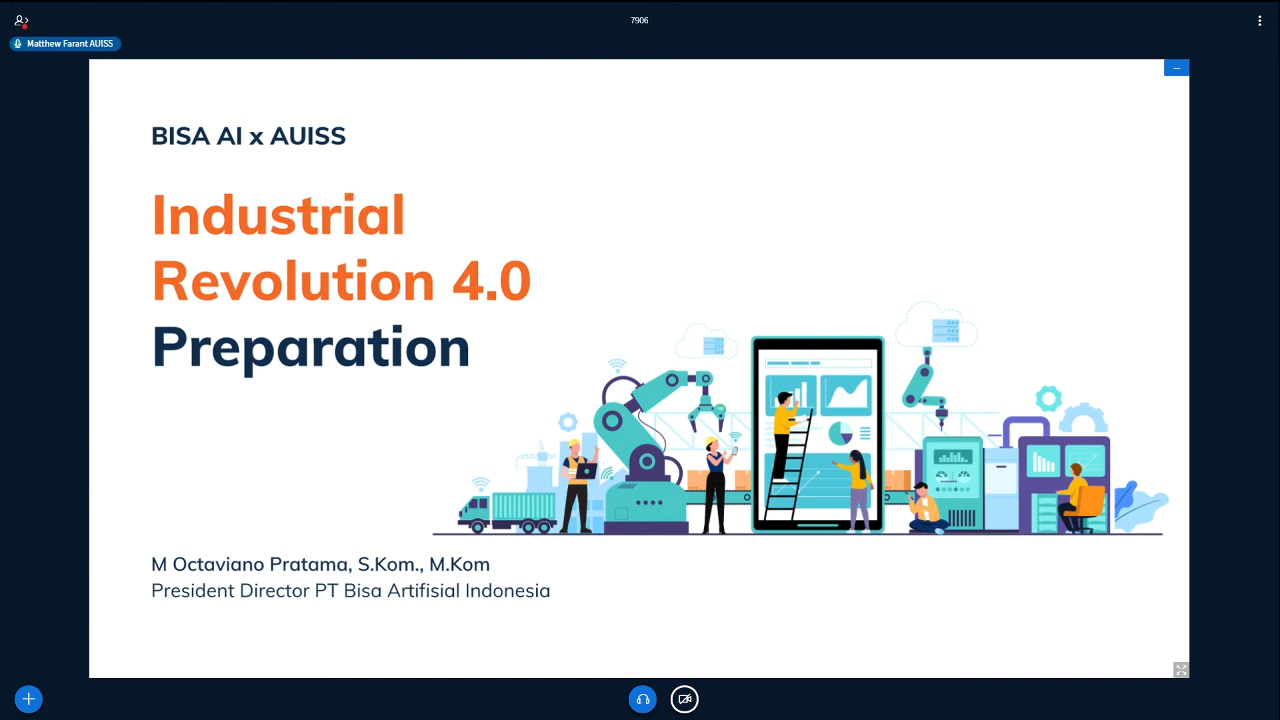 7906
Matthew Farant AUISS
BISA AI x AUISS
Industrial
Revolution 4.0
Preparation
M Octaviano Pratama, S.Kom., M.Kom
President Director PT Bisa Artifisial Indonesia